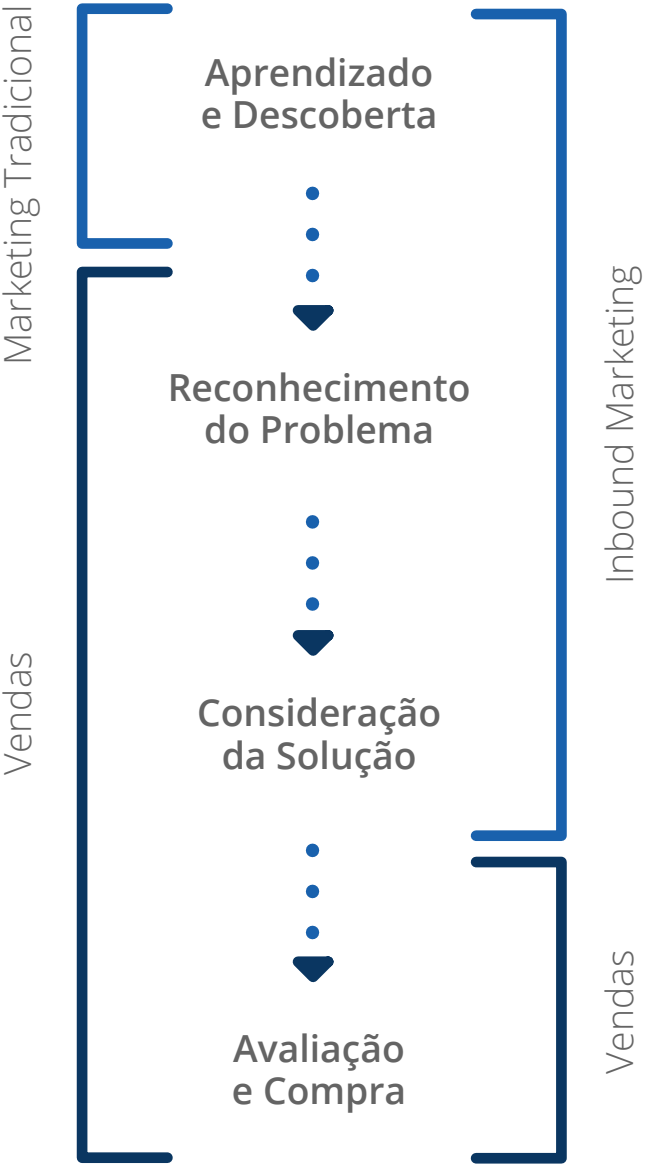 Marketing Tradicional
Aprendizado
e Descoberta
Reconhecimento
do Problema
Inbound Marketing
Vendas
Consideração
da Solução
Avaliação
e Compra
Vendas